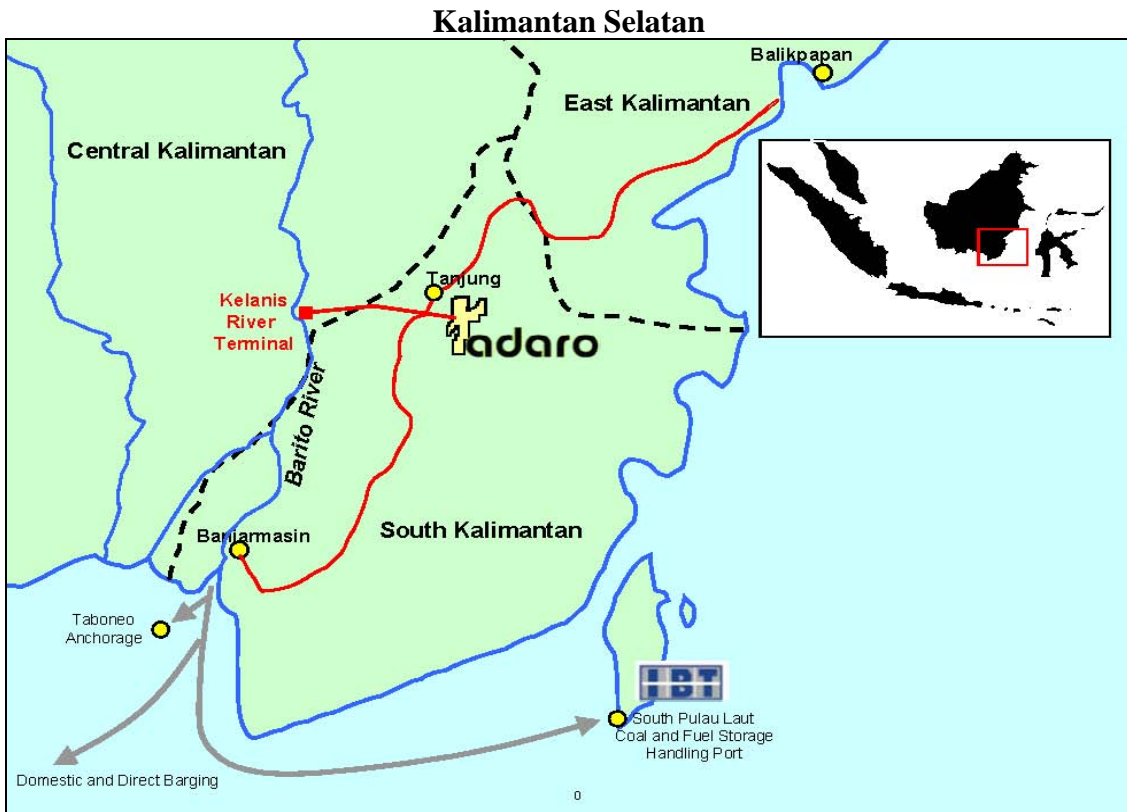 Kalimantan Selatan
Balikpapan
East Kalimantan
Central Kalimantan
Tanjung
Kelanis
River
Terminal
adaro
Barito River
Banjarmasin
South Kalimantan
Taboneo
Anchorage
IBT
South Pulau Laut
Coal and Fuel Storage
Handling Port
Domestic and Direct Barging
0